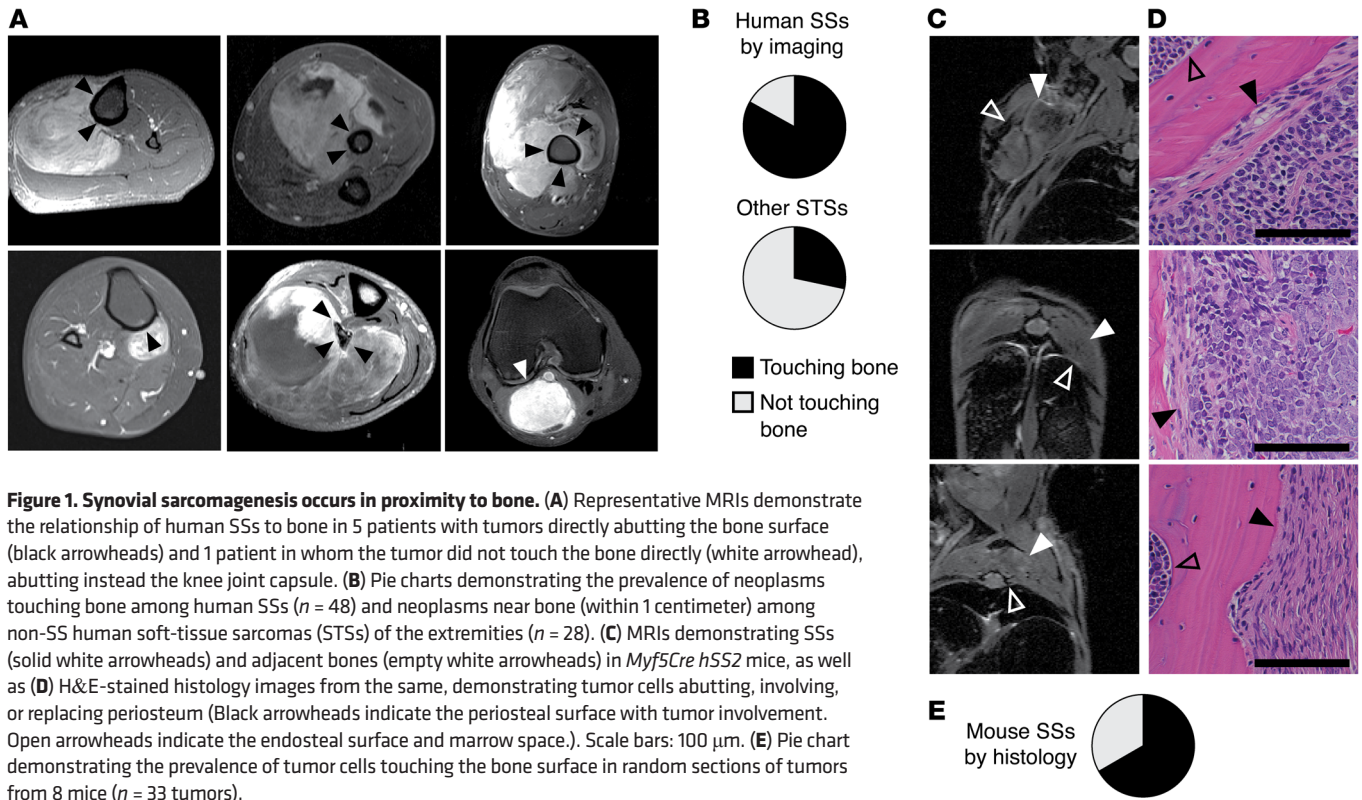 A
B
Human SSs
by imaging
Other STSs
Touching bone
Not touching
bone
C
D
E
Mouse SSs
by histology
Figure 1. Synovial sarcomagenesis occurs in proximity to bone. (A) Representative MRIs demonstrate
the relationship of human SSs to bone in 5 patients with tumors directly abutting the bone surface
(black arrowheads) and 1 patient in whom the tumor did not touch the bone directly (white arrowhead),
abutting instead the knee joint capsule. (B) Pie charts demonstrating the prevalence of neoplasms
touching bone among human SSs (n = 48) and neoplasms near bone (within 1 centimeter) among
non-SS human soft-tissue sarcomas (STSs) of the extremities (n = 28). (C) MRIs demonstrating SSs
(solid white arrowheads) and adjacent bones (empty white arrowheads) in Myf5Cre hSS2 mice, as well
as (D) H&E-stained histology images from the same, demonstrating tumor cells abutting, involving,
or replacing periosteum (Black arrowheads indicate the periosteal surface with tumor involvement.
Open arrowheads indicate the endosteal surface and marrow space.). Scale bars: 100 μm. (E) Pie chart
demonstrating the prevalence of tumor cells touching the bone surface in random sections of tumors
from 8 mice (n = 33 tumors).